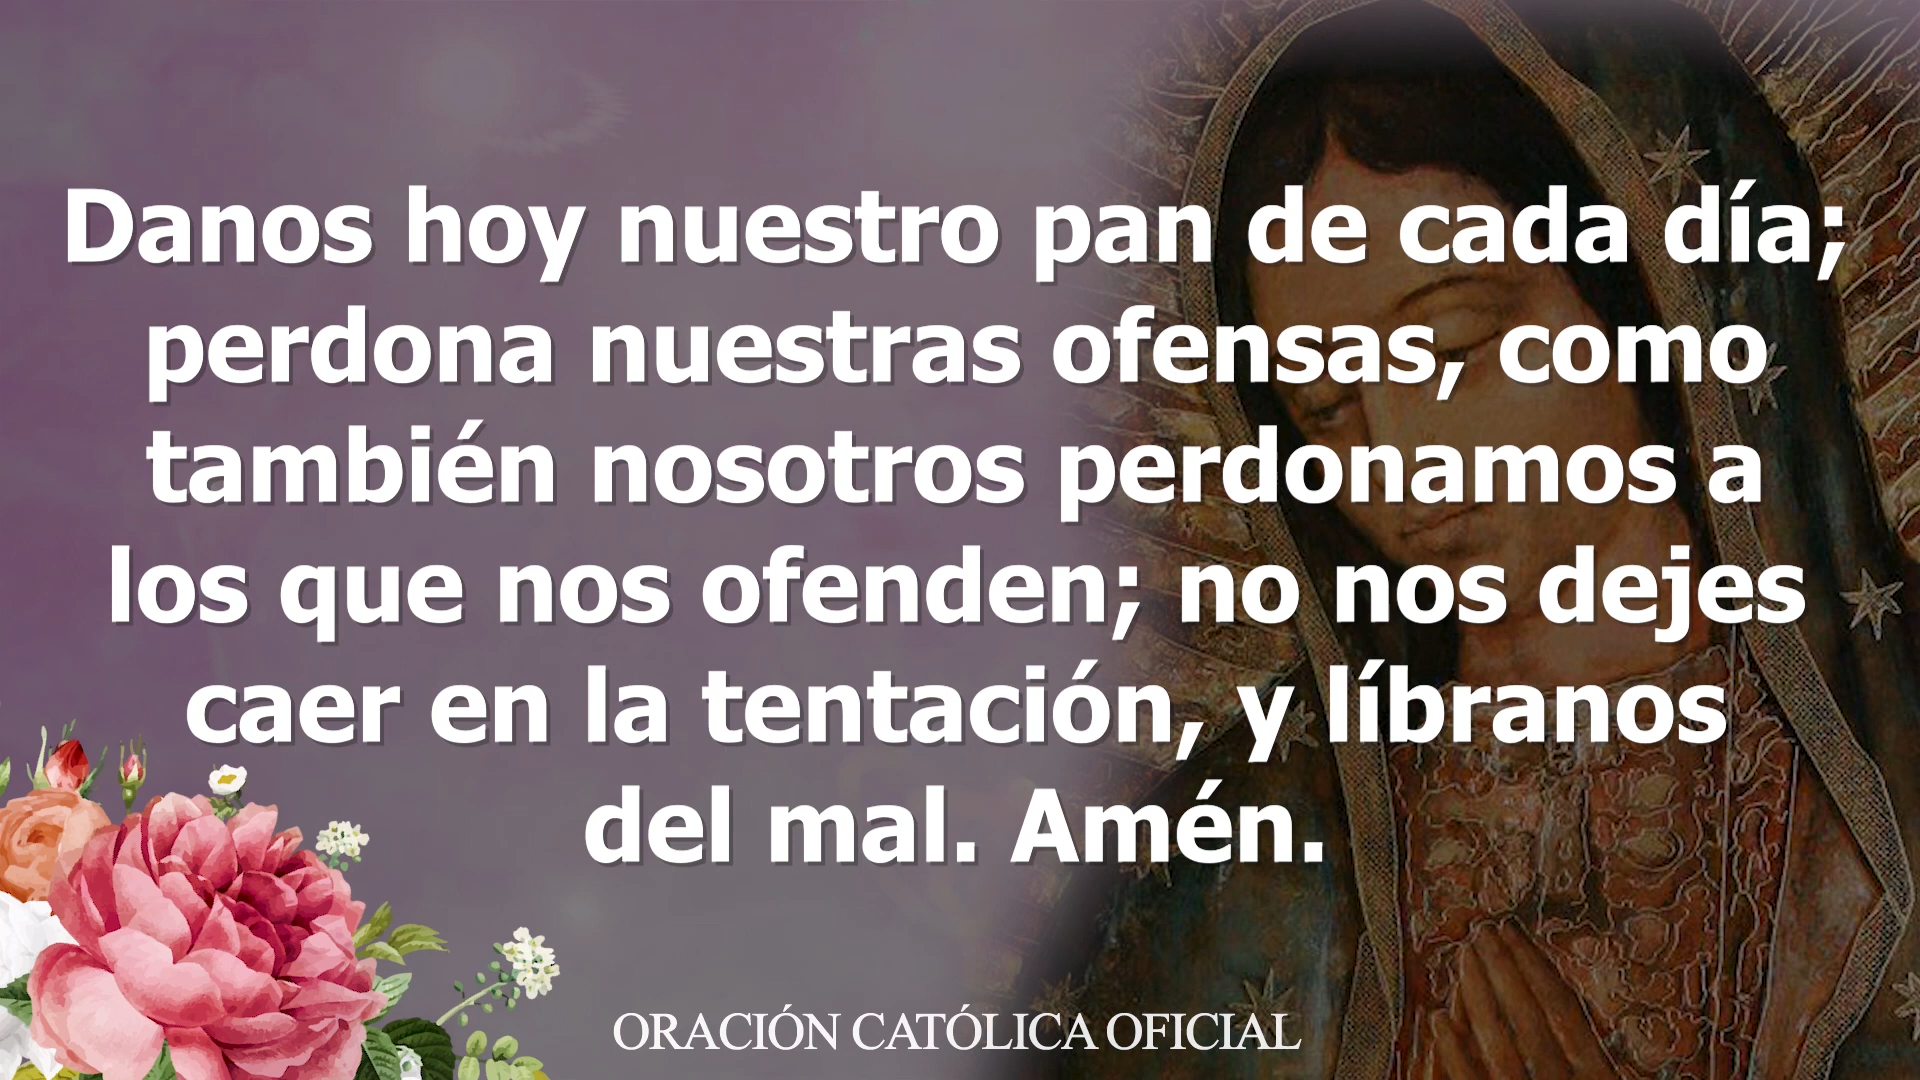 Danos hoy nuestro pan de cada día;
perdona nuestras ofensas, como
también nosotros perdonamos a
los que nos ofenden; no nos dejes
caer en la tentación, y líbranos
del mal. Amén.
ORACIÓN CATÓLICA OFICIAL